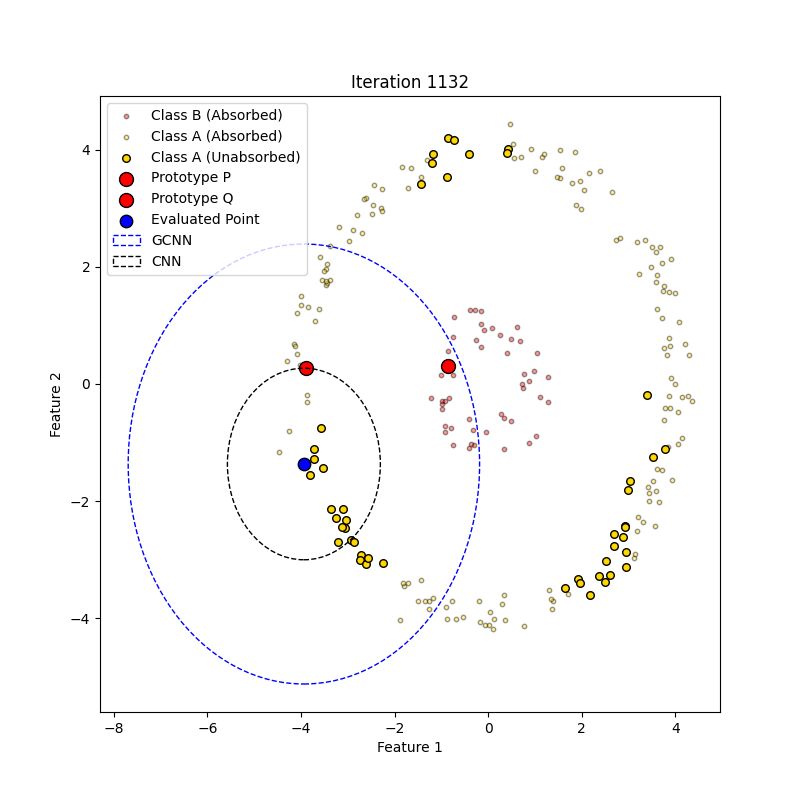 Iteration 1132
Class B (Absorbed)
Class A (Absorbed)
Class A (Unabsorbed)
Prototype P
Prototype Q
Evaluated Point
GCNN
CNN
4
2
0
−2
−4
Feature 2
−8
−6
−4
−2
0
2
4
Feature 1